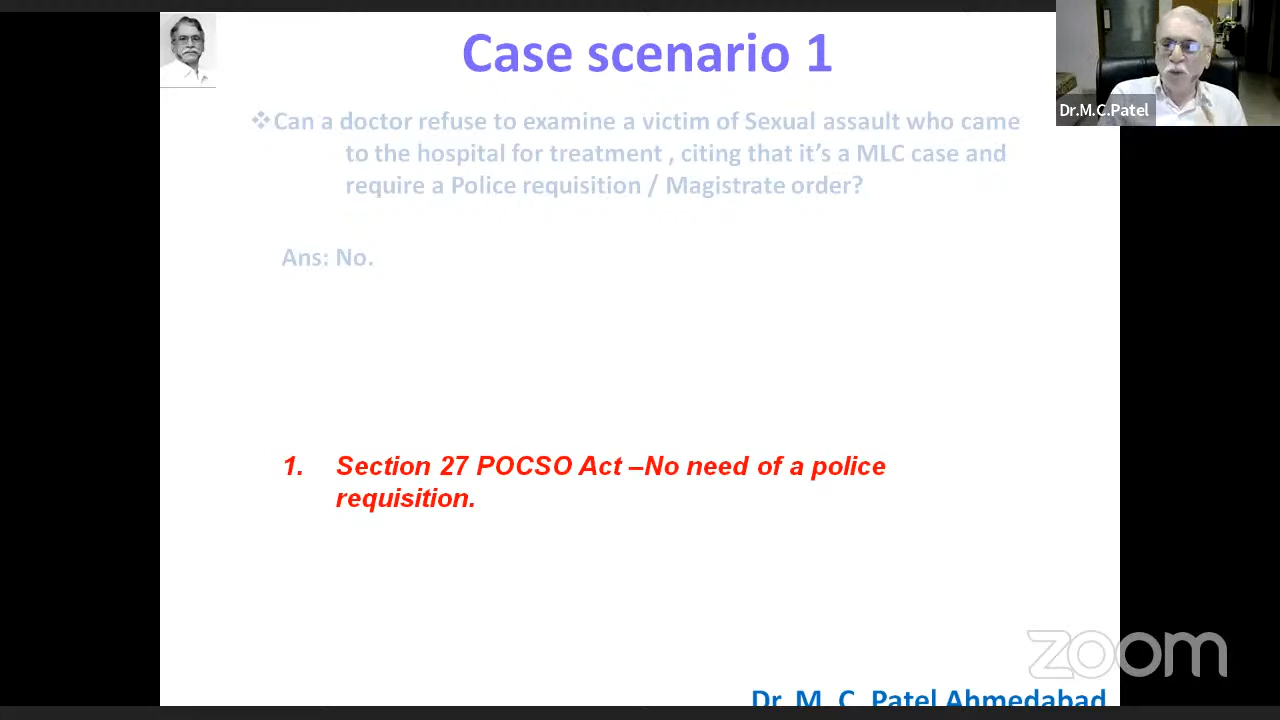 Case scenario 1
Dr.M.C.Patel
❖Can a doctor refuse to examine a victim of Sexual assault who came
to the hospital for treatment , citing that it’s a MLC case and
require a Police requisition / Magistrate order?
Ans: No.
1. Section 27 POCSO Act –No need of a police
requisition.
zoom
Dr. M. C. Patel Ahmedabad